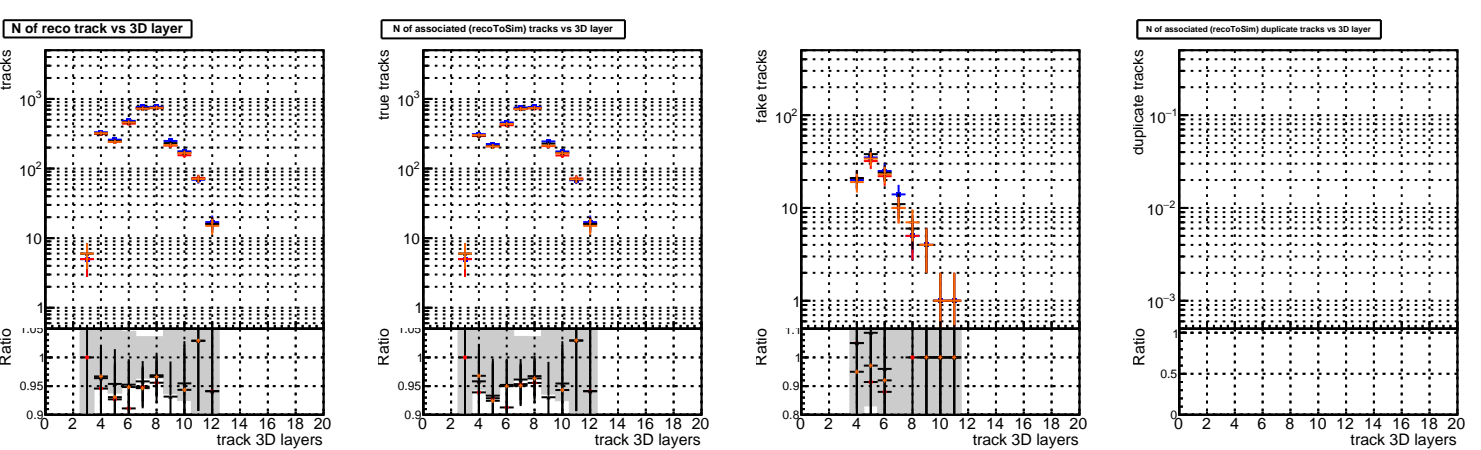 N of reco track vs 3D layer
tracks
10³
10²
10
1
Ratio
1.05
1
0.95
0.9
0 2 4 6 8 10 12 14 16 18 20
track 3D layers
N of associated (recoToSim) tracks vs 3D layer
true tracks
10³
10²
10
1
Ratio
1.05
1
0.95
0.9
0 2 4 6 8 10 12 14 16 18 20
track 3D layers
fake tracks
10²
10
1
Ratio
1.1
1
0.9
0.8
0 2 4 6 8 10 12 14 16 18 20
track 3D layers
N of associated (recoToSim) duplicate tracks vs 3D layer
duplicate tracks
10⁻¹
10⁻²
10⁻³
Ratio
1
0.5
0
0 2 4 6 8 10 12 14 16 18 20
track 3D layers